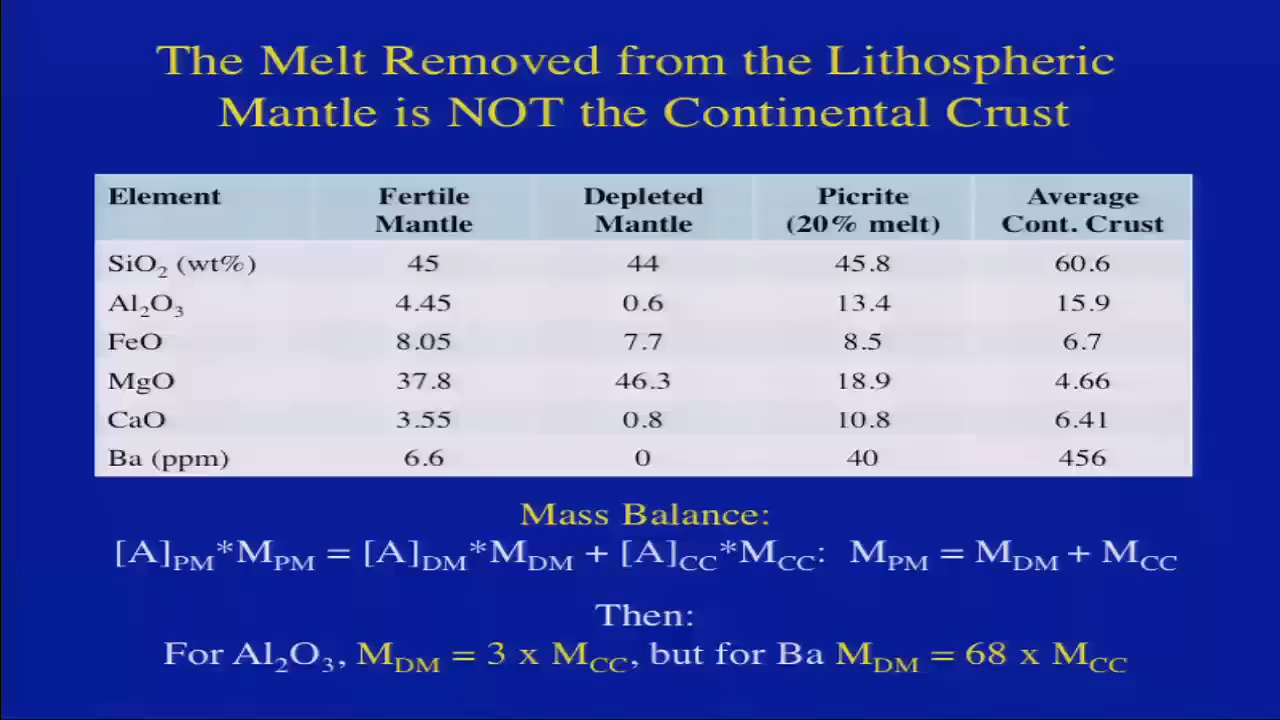 The Melt Removed from the Lithospheric
Mantle is NOT the Continental Crust
Element Fertile Mantle Depleted Mantle Picrite (20% melt) Average Cont. Crust
SiO₂ (wt%) 45 44 45.8 60.6
Al₂O₃ 4.45 0.6 13.4 15.9
FeO 8.05 7.7 8.5 6.7
MgO 37.8 46.3 18.9 4.66
CaO 3.55 0.8 10.8 6.41
Ba (ppm) 6.6 0 40 456
Mass Balance:
[A]PM*MPM = [A]DM*MDM + [A]CC*MCC: MPM = MDM + MCC
Then:
For Al₂O₃, MDM = 3 x MCC, but for Ba MDM = 68 x MCC